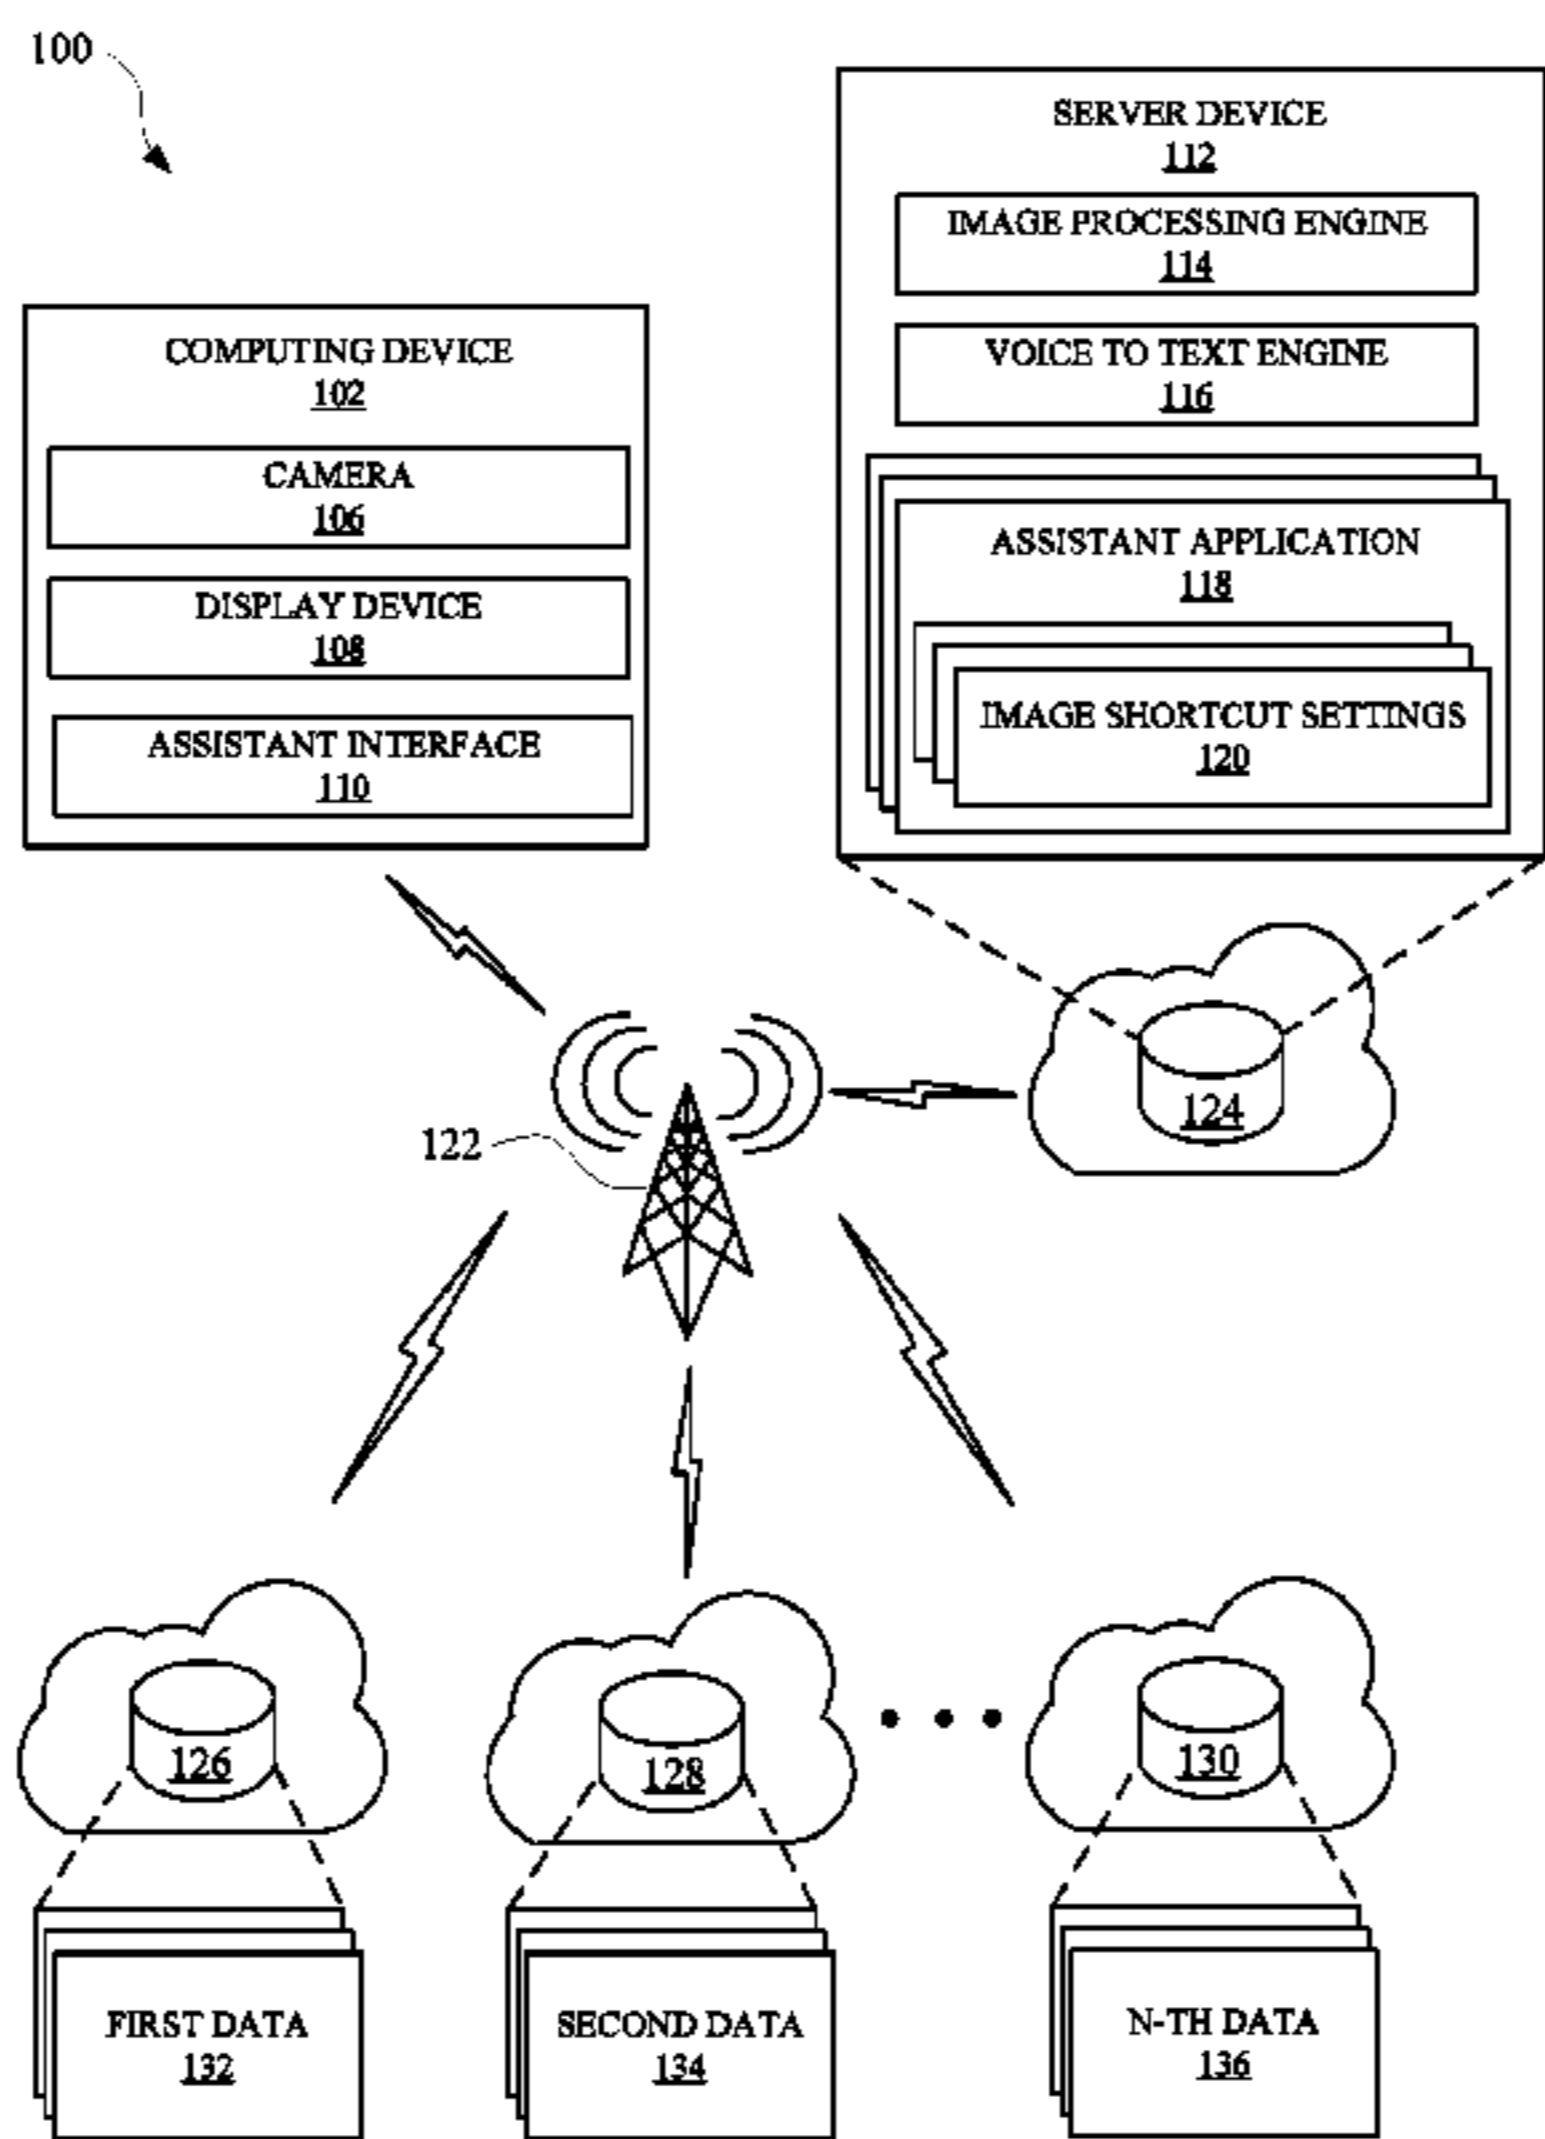 100
SERVER DEVICE
112
IMAGE PROCESSING ENGINE
114
VOICE TO TEXT ENGINE
116
ASSISTANT APPLICATION
118
IMAGE SHORTCUT SETTINGS
120
COMPUTING DEVICE
102
CAMERA
106
DISPLAY DEVICE
108
ASSISTANT INTERFACE
110
124
122
126
128
130
FIRST DATA
132
SECOND DATA
134
N-TH DATA
136